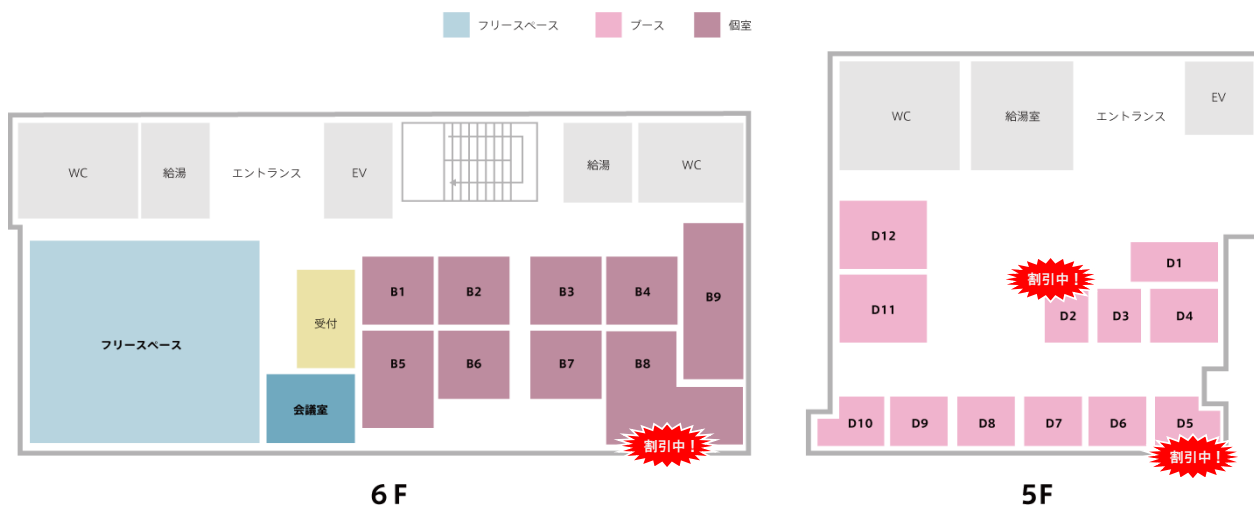 フリースペース
ブース
個室
WC
給湯
エントランス
EV
給湯
WC
フリースペース
受付
会議室
B1
B2
B3
B4
B9
B5
B6
B7
B8
割引中！
6F
WC
給湯室
エントランス
EV
D12
D11
割引中！
D1
D2
D3
D4
D10
D9
D8
D7
D6
D5
割引中！
5F